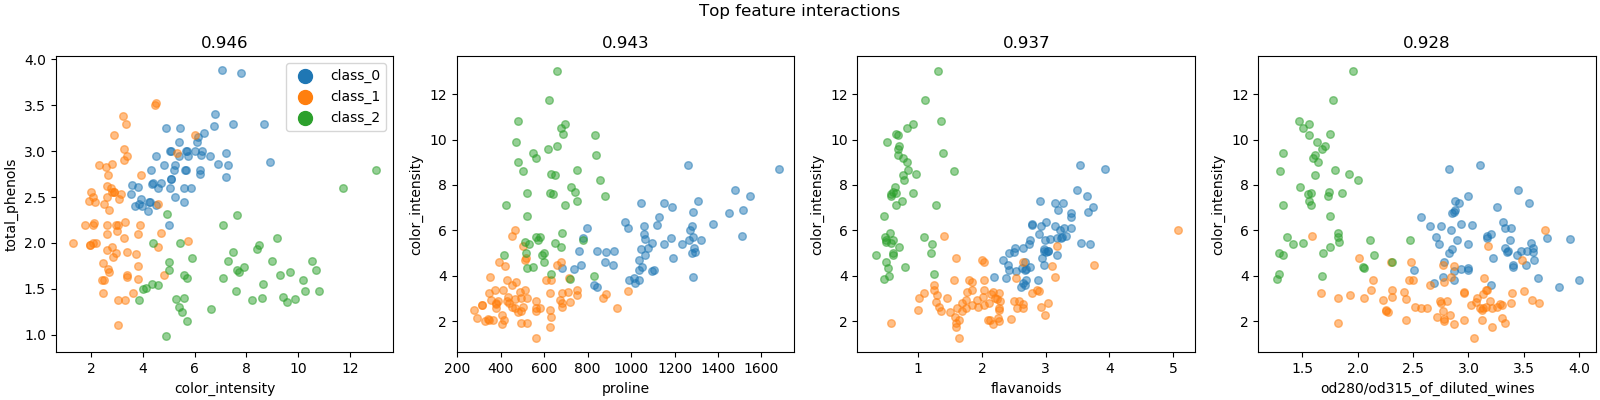 Top feature interactions
0.946
total_phenols
4.0
3.5
3.0
2.5
2.0
1.5
1.0
class_0
class_1
class_2
2 4 6 8 10 12
color_intensity
0.943
color_intensity
12
10
8
6
4
2
200 400 600 800 1000 1200 1400 1600
proline
0.937
color_intensity
12
10
8
6
4
2
1 2 3 4 5
flavanoids
0.928
color_intensity
12
10
8
6
4
2
1.5 2.0 2.5 3.0 3.5 4.0
od280/od315_of_diluted_wines